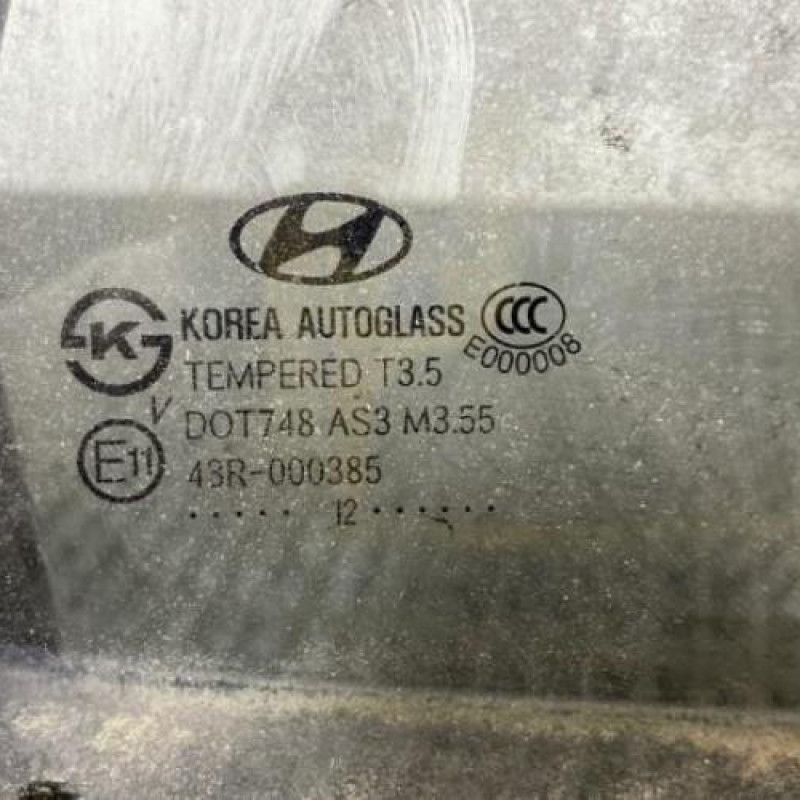 KOREA AUTOGLASS
CCC
E000008
K
TEMPERED T3.5
V
DOT748 AS3 M3.55
E11
43R-000385
..... 12 ......